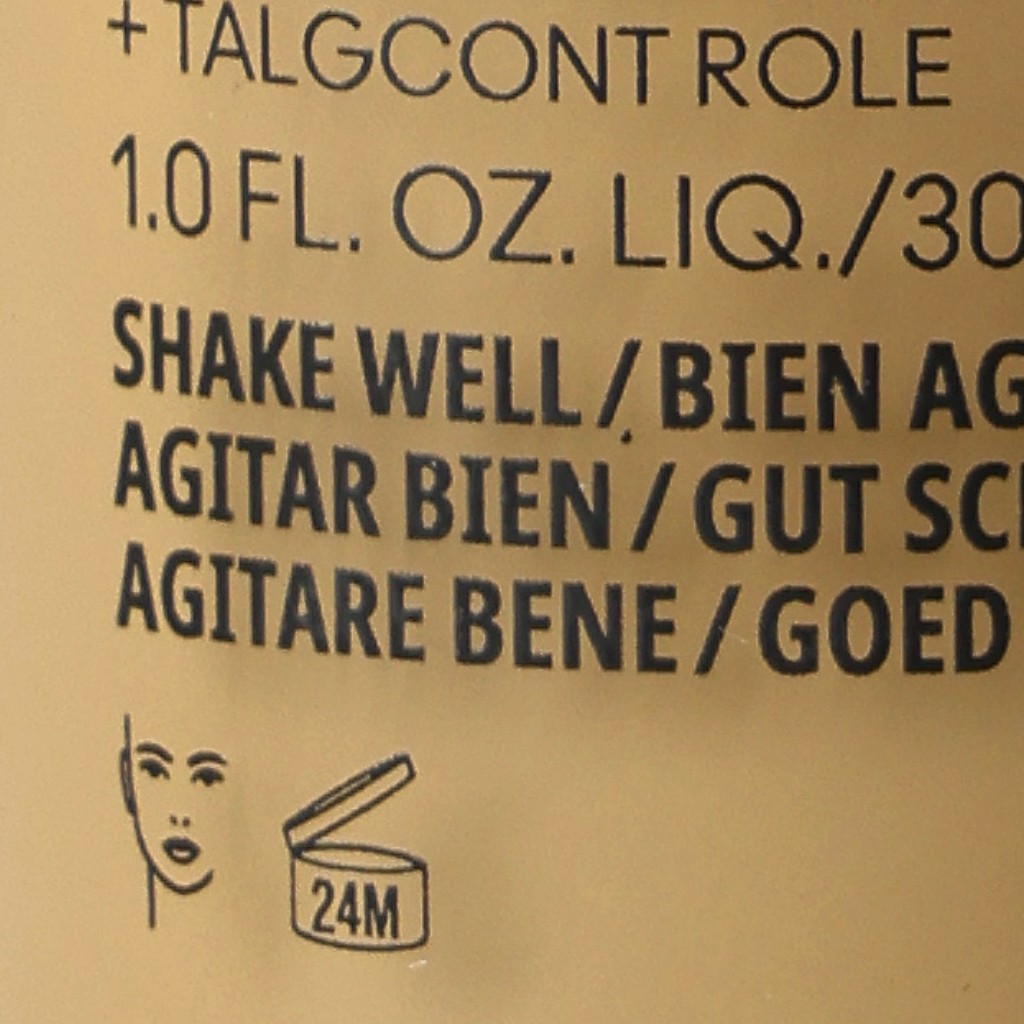 +TALGCONT ROLE
1.0 FL. OZ. LIQ./30
SHAKE WELL / BIEN AG
AGITAR BIEN / GUT SC
AGITARE BENE / GOED
24M